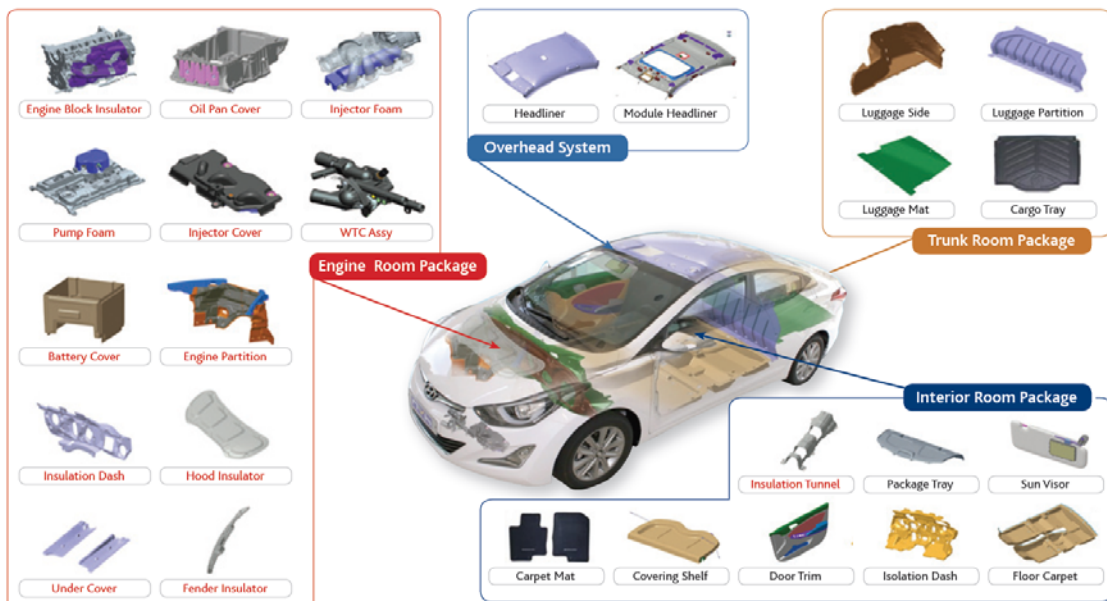 Engine Block Insulator
Oil Pan Cover
Injector Foam
Pump Foam
Injector Cover
WTC Assy
Engine Room Package
Battery Cover
Engine Partition
Insulation Dash
Hood Insulator
Under Cover
Fender Insulator
Headliner
Module Headliner
Overhead System
Luggage Side
Luggage Partition
Luggage Mat
Cargo Tray
Trunk Room Package
Interior Room Package
Insulation Tunnel
Package Tray
Sun Visor
Carpet Mat
Covering Shelf
Door Trim
Isolation Dash
Floor Carpet